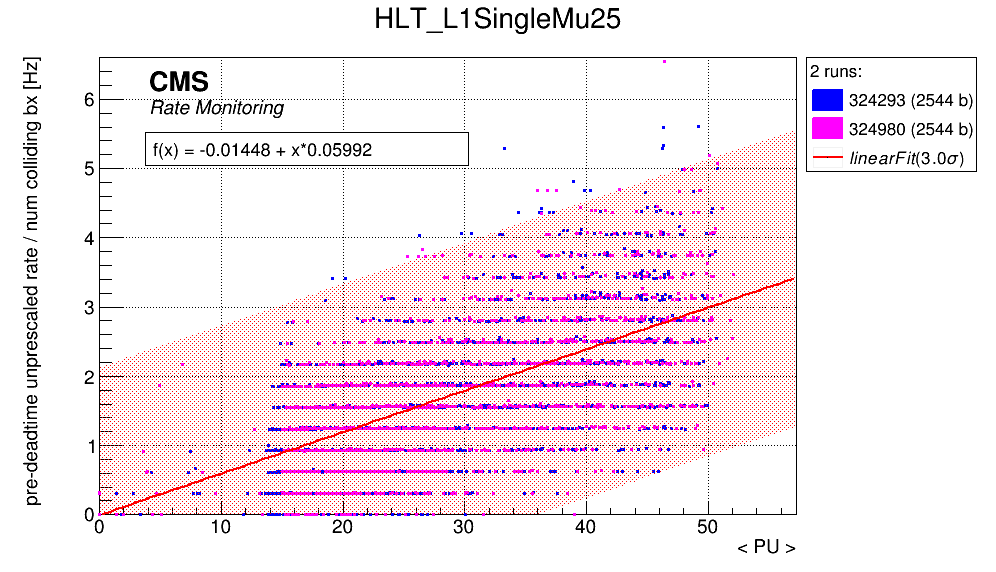 HLT_L1SingleMu25
pre-deadtime unprescaled rate / num colliding bx [Hz]
CMS
Rate Monitoring
f(x) = -0.01448 + x*0.05992
6
5
4
3
2
1
0
0 10 20 30 40 50
< PU >
2 runs:
324293 (2544 b)
324980 (2544 b)
linearFit(3.0σ)